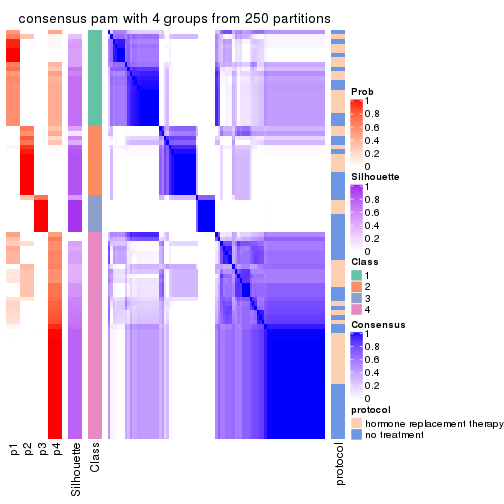 consensus pam with 4 groups from 250 partitions
Prob
1
0.8
0.6
0.4
0.2
0
Silhouette
1
0.8
0.6
0.4
0.2
0
Class
1
2
3
4
Consensus
1
0.8
0.6
0.4
0.2
0
protocol
hormone replacement therapy
no treatment
p1
p2
p3
p4
Silhouette
Class
protocol